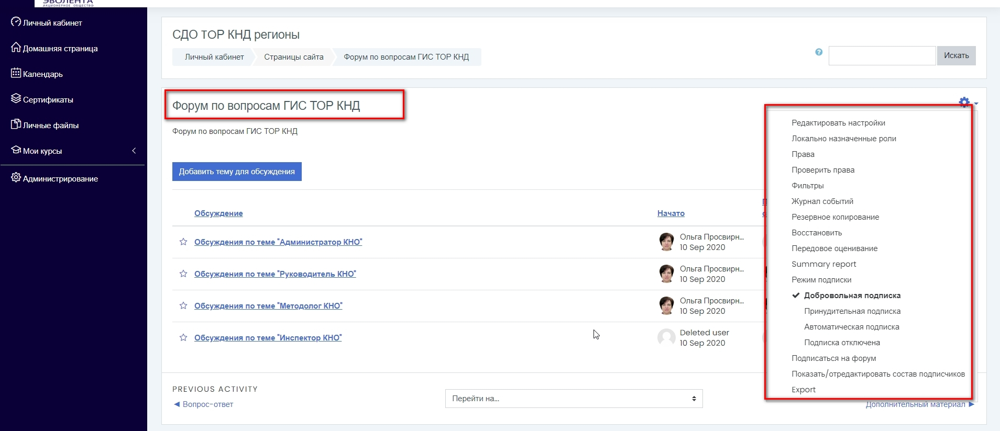 ЭВОЛЕНТА
АКЦИОНЕРНОЕ ОБЩЕСТВО
Личный кабинет
Домашняя страница
Календарь
Сертификаты
Личные файлы
Мои курсы
Администрирование
СДО ТОР КНД регионы
Личный кабинет
Страницы сайта
Форум по вопросам ГИС ТОР КНД
Искать
Форум по вопросам ГИС ТОР КНД
Форум по вопросам ГИС ТОР КНД
Добавить тему для обсуждения
Обсуждение
Начато
Обсуждения по теме "Администратор КНО"
Ольга Просвирн...
10 Sep 2020
Обсуждения по теме "Руководитель КНО"
Ольга Просвирн...
10 Sep 2020
Обсуждения по теме "Методолог КНО"
Ольга Просвирн...
10 Sep 2020
Обсуждения по теме "Инспектор КНО"
Deleted user
10 Sep 2020
Редактировать настройки
Локально назначенные роли
Права
Проверить права
Фильтры
Журнал событий
Резервное копирование
Восстановить
Передовое оценивание
Summary report
Режим подписки
Добровольная подписка
Принудительная подписка
Автоматическая подписка
Подписка отключена
Подписаться на форум
Показать/отредактировать состав подписчиков
Export
PREVIOUS ACTIVITY
◄ Вопрос-ответ
Перейти на...
Дополнительный материал ►